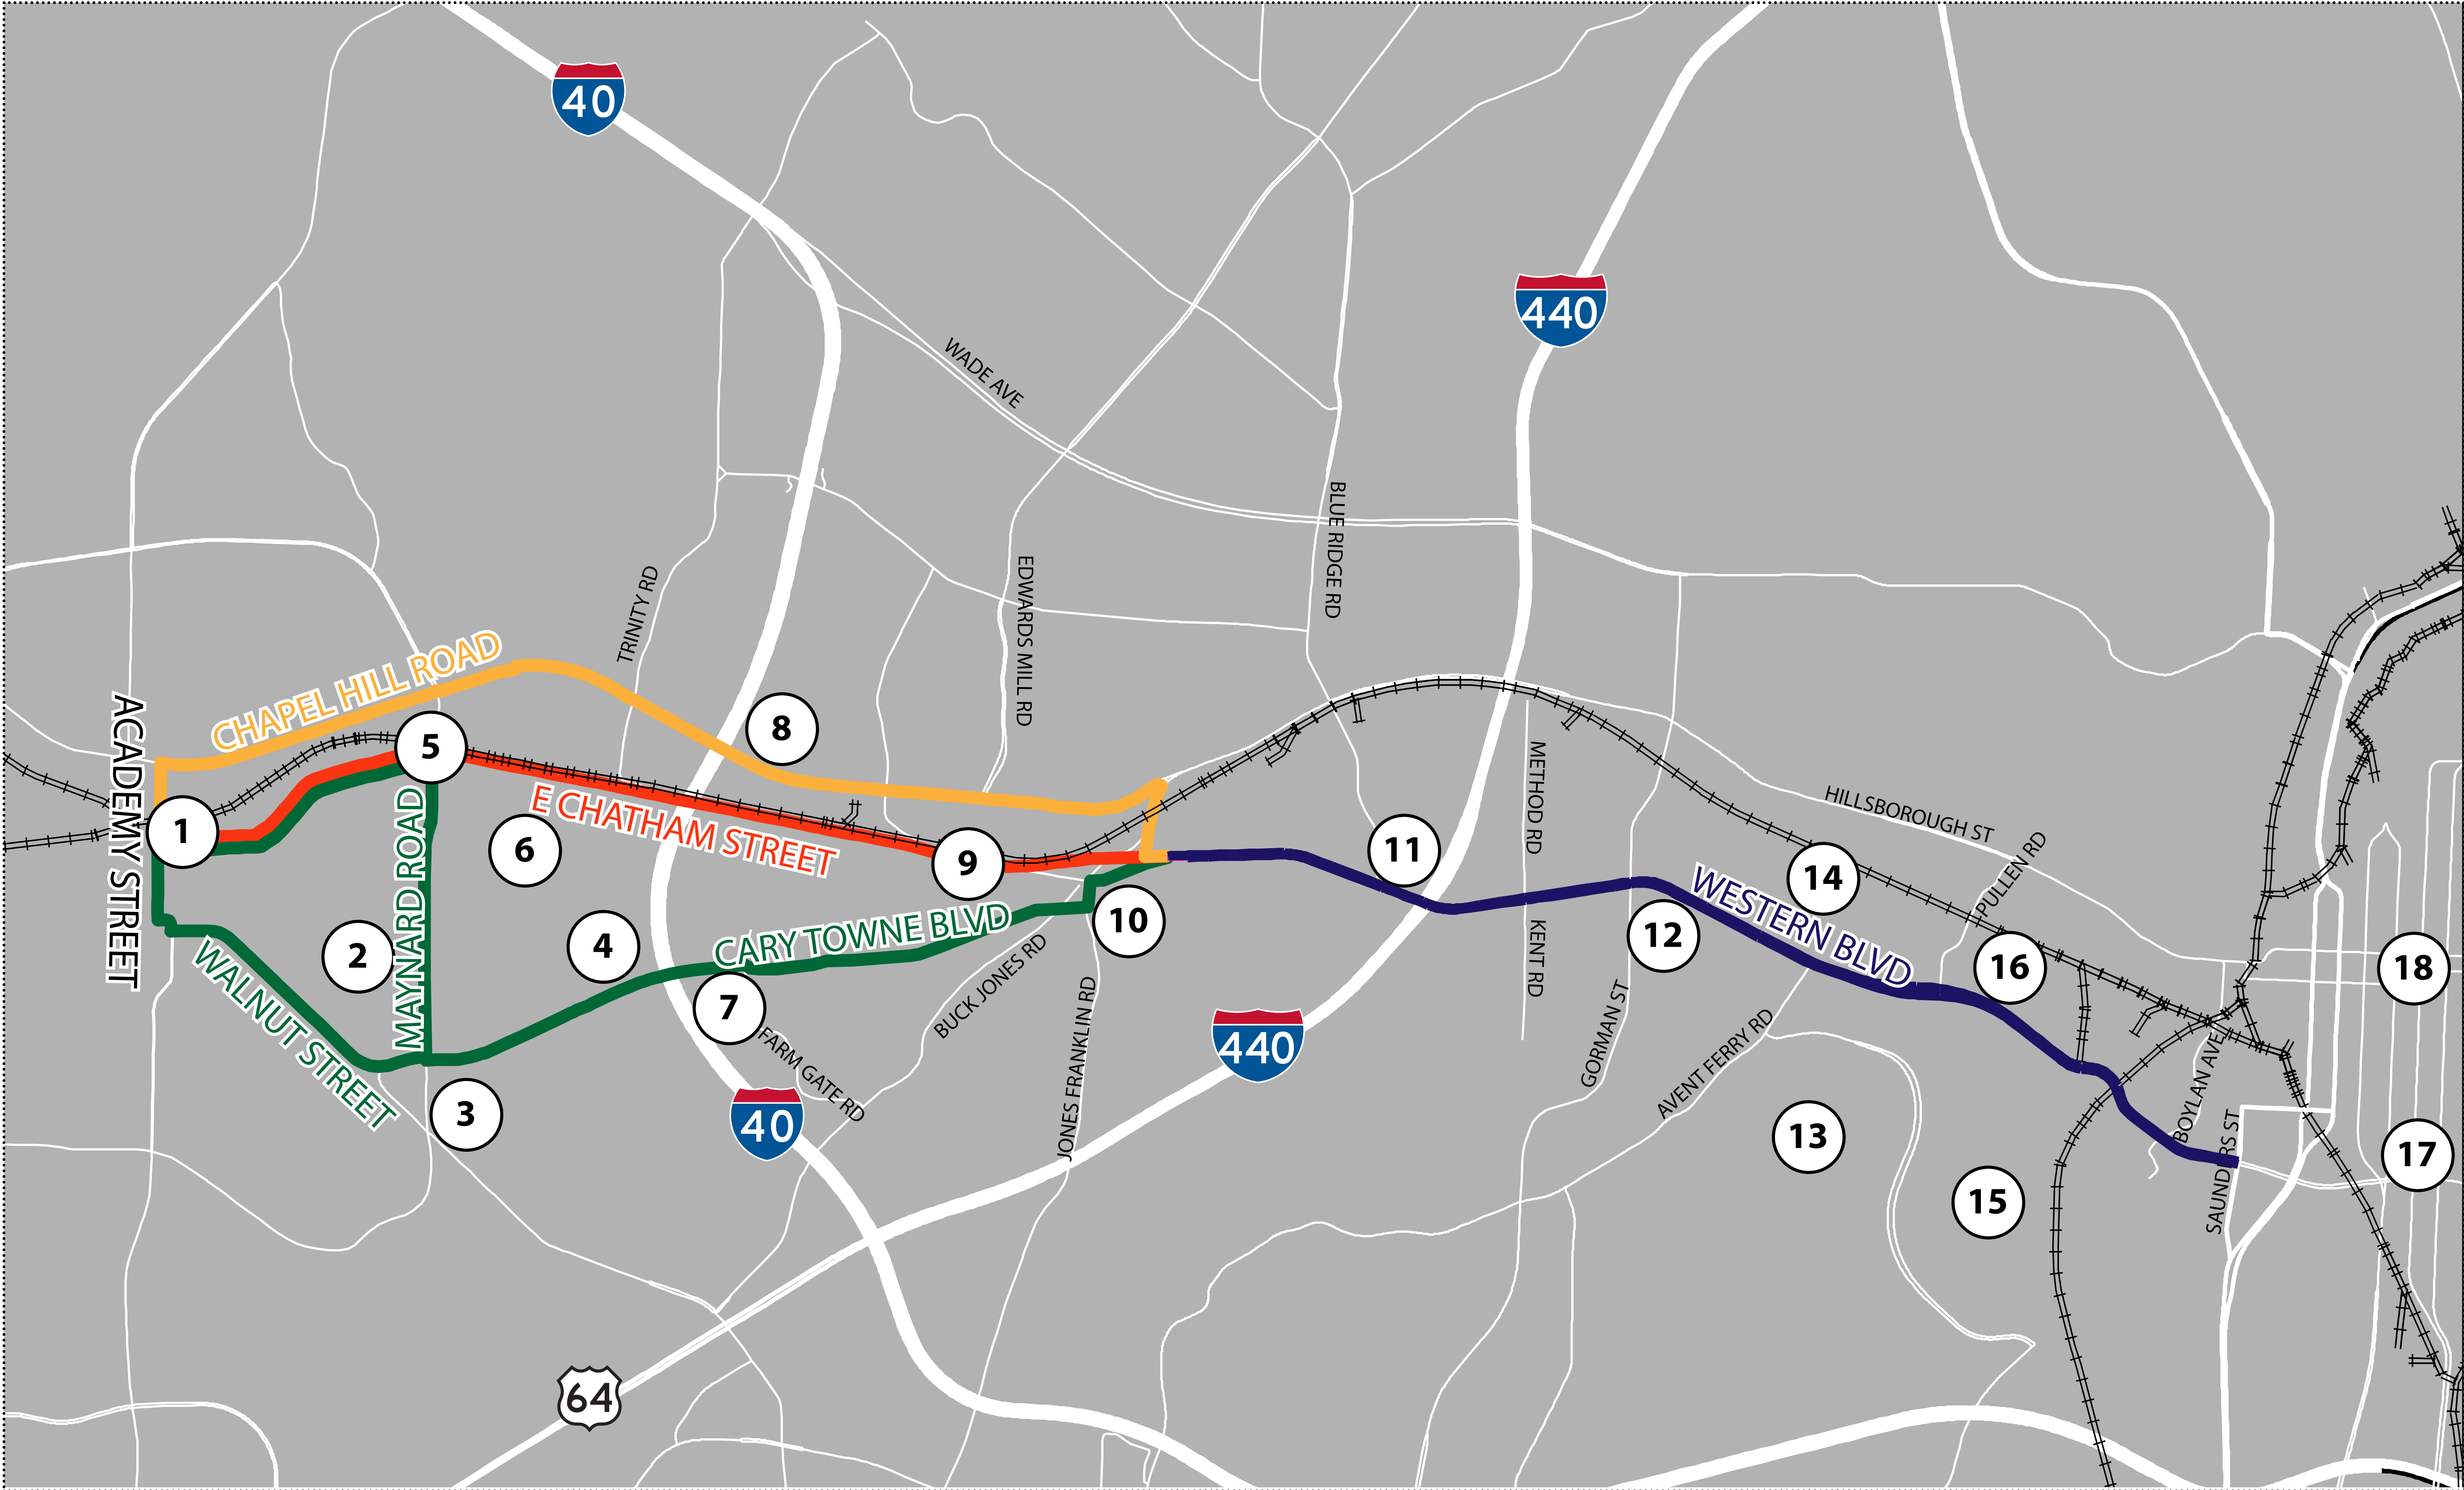 40
440
WADE AVE
BLUE RIDGE RD
EDWARDS MILL RD
TRINITY RD
CHAPEL HILL ROAD
ACADEMY STREET
5
8
1
E CHATHAM STREET
MAYNARD ROAD
6
9
11
METHOD RD
HILLSBOROUGH ST
14
PULLEN RD
WESTERN BLVD
10
12
2
4
CARY TOWNE BLVD
WALNUT STREET
7
BUCK JONES RD
KENT RD
16
18
FARM GATE RD
JONES FRANKLIN RD
440
GORMAN ST
AVENT FERRY RD
BOYLAN AVE
3
40
13
15
SAUNDERS ST
17
64